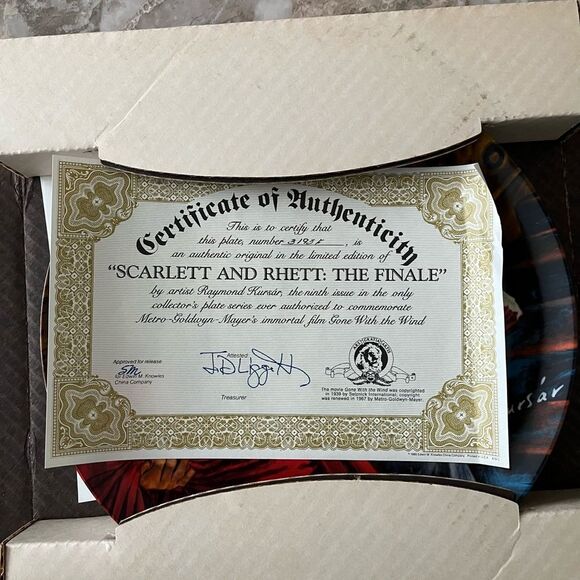 Certificate of Authenticity
This is to certify that
this plate, number 3195 F, is
an authentic original in the limited edition of
"SCARLETT AND RHETT: THE FINALE"
by artist Raymond Kursár, the ninth issue in the only
collector's plate series ever authorized to commemorate
Metro-Goldwyn-Mayer's immortal film Gone With the Wind
Approved for release
SM
for Edwin M. Knowles
China Company
Attested
Treasurer
The movie Gone With the Wind was copyrighted
in 1939 by Selznick International, copyright
was renewed in 1967 by Metro-Goldwyn-Mayer.
Kursár